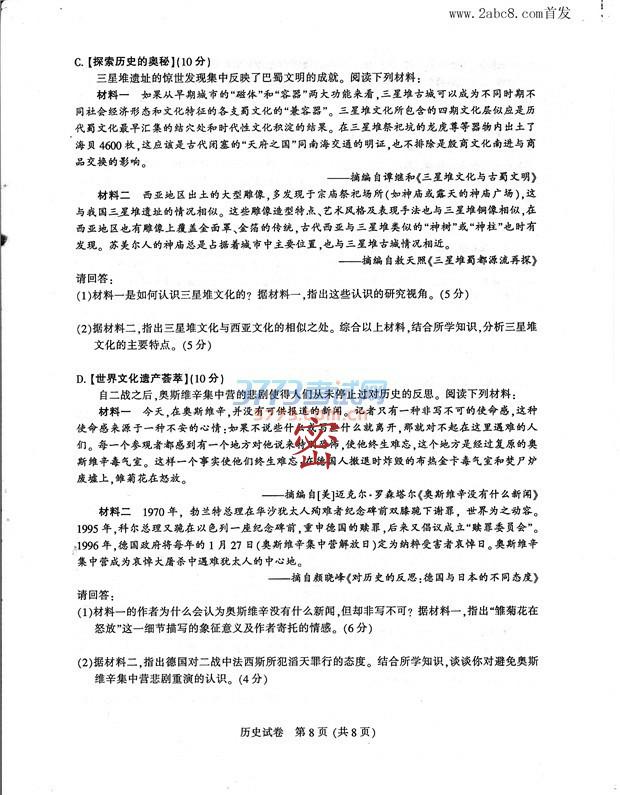 www.2abc8.com首发
C.【探索历史的奥秘】(10 分)
三星堆遗址的惊世发现集中反映了巴蜀文明的成就。阅读下列材料:
材料一 如果从早期城市的“磁体”和“容器”两大功能来看,三星堆古城可以成为不同时期不
同社会经济形态和文化特征的各支蜀文化的“兼容器”。三星堆文化所包含的四期文化层似应是历
代蜀文化最早汇集的结穴处和时代性文化积淀的结果。在三星堆祭祀坑的龙虎尊等器物内出土了
海贝 4600 枚,这应该是古代闭塞的“天府之国”同南海交通的明证,也不排除是殷商文化南进与商
品交换的影响。
——摘编自谭继和《三星堆文化与古蜀文明》
材料二 西亚地区出土的大型雕像,多发现于宗庙祭祀场所(如神庙或露天的神庙广场),这
与我国三星堆遗址的情况相似。这些雕像造型特点、艺术风格及表现手法也与三星堆铜像相似,在
西亚地区也有雕像上覆盖金面罩、金箔的传统,古代西亚与三星堆类似的“神树”或“神柱”也时有
发现。苏美尔人的神庙总是占据着城市中主要位置,也与三星堆古城情况相近。
——摘编自敖天照《三星堆蜀都源流再探》
请回答:
(1)材料一是如何认识三星堆文化的?据材料一,指出这些认识的研究视角。(5 分)
(2)据材料二,指出三星堆文化与西亚文化的相似之处。综合以上材料,结合所学知识,分析三星堆
文化的主要特点。(5 分)
D.【世界文化遗产荟萃】(10 分)
自二战之后,奥斯维辛集中营的悲剧使得人们从未停止过对历史的反思。阅读下列材料:
材料一 今天,在奥斯维辛,并没有可供报道的新闻。记者只有一种非写不可的使命感,这种
使命感来源于一种不安的心情:如果不说些什么或写些什么就离开,那就对不起在这里遇难的人
们。每一个参观者都感到有一个地方对他说来特别恐怖,使他终生难忘,这个地方是经过复原的奥
斯维辛毒气室。这样一个事实使他们终生难忘:在德国人撤退时炸毁的布热金卡毒气室和焚尸炉
废墟上,雏菊花在怒放。
——摘编自[美]迈克尔·罗森塔尔《奥斯维辛没有什么新闻》
材料二 1970 年,勃兰特总理在华沙犹太人殉难者纪念碑前双膝跪下谢罪,世界为之动容。
1995 年,科尔总理又跪在以色列一座纪念碑前,重申德国的赎罪,后来又倡议成立“赎罪委员会”。
1996 年,德国政府将每年的 1 月 27 日(奥斯维辛集中营解放日)定为纳粹受害者哀悼日。奥斯维辛
集中营成为哀悼大屠杀中遇难犹太人的中心地。
——摘自颜晓峰《对历史的反思:德国与日本的不同态度》
请回答:
(1)材料一的作者为什么会认为奥斯维辛没有什么新闻,但却非写不可?据材料一,指出“雏菊花在
怒放”这一细节描写的象征意义及作者寄托的情感。(6 分)
(2)据材料二,指出德国对二战中法西斯所犯滔天罪行的态度。结合所学知识,谈谈你对避免奥斯
维辛集中营悲剧重演的认识。(4 分)
3773考试网
www.3773.com.cn
密
历史试卷 第 8 页 (共 8 页)